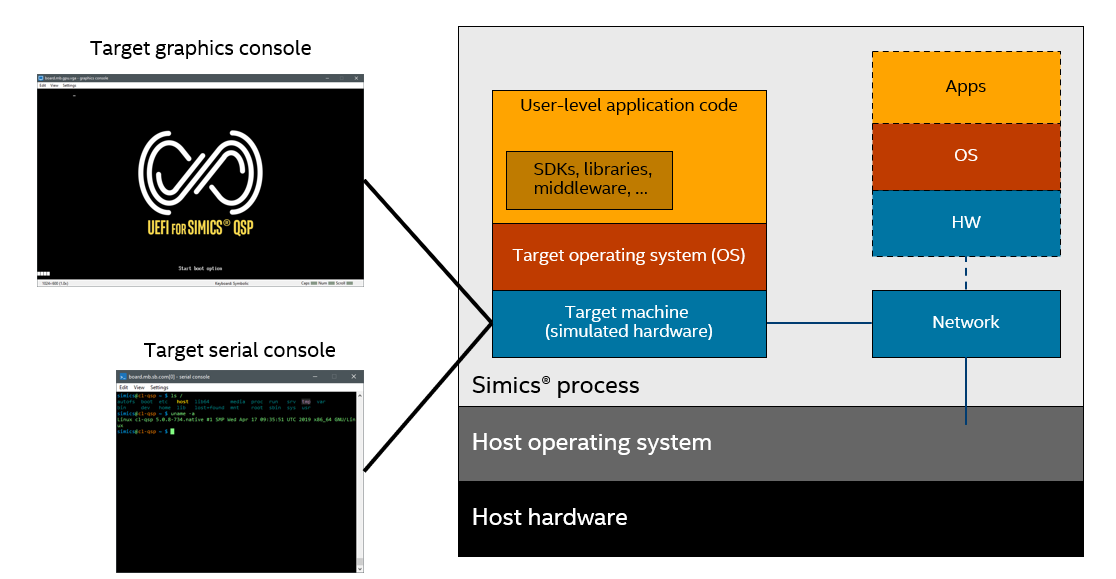 Target graphics console
board.mb.gpu.vga - graphics console
Edit View Settings
UEFI FOR SIMICS® QSP
Start boot option
Keyboard: Symbolic
Caps Num Scroll
Target serial console
board.mb.sb.com[0] - serial console
Edit View Settings
simics@cl-qsp ~ $ ls /
autofs boot etc host lib64 media proc run srv tmp var
bin dev home lib lost+found mnt root sbin sys usr
simics@cl-qsp ~ $ uname -a
Linux cl-qsp 5.0.8-734.native #1 SMP Wed Apr 17 09:35:51 UTC 2019 x86_64 GNU/Lin
ux
simics@cl-qsp ~ $
User-level application code
SDKs, libraries,
middleware, ...
Target operating system (OS)
Target machine
(simulated hardware)
Apps
OS
HW
Network
Simics® process
Host operating system
Host hardware